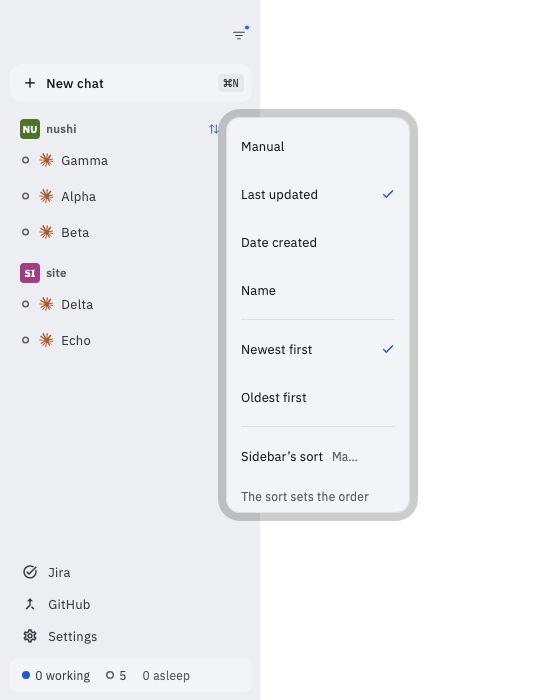 New chat
⌘N
NU nushi
Gamma
Alpha
Beta
SI site
Delta
Echo
Manual
Last updated
Date created
Name
Newest first
Oldest first
Sidebar’s sort Ma...
The sort sets the order
Jira
GitHub
Settings
0 working 5 0 asleep